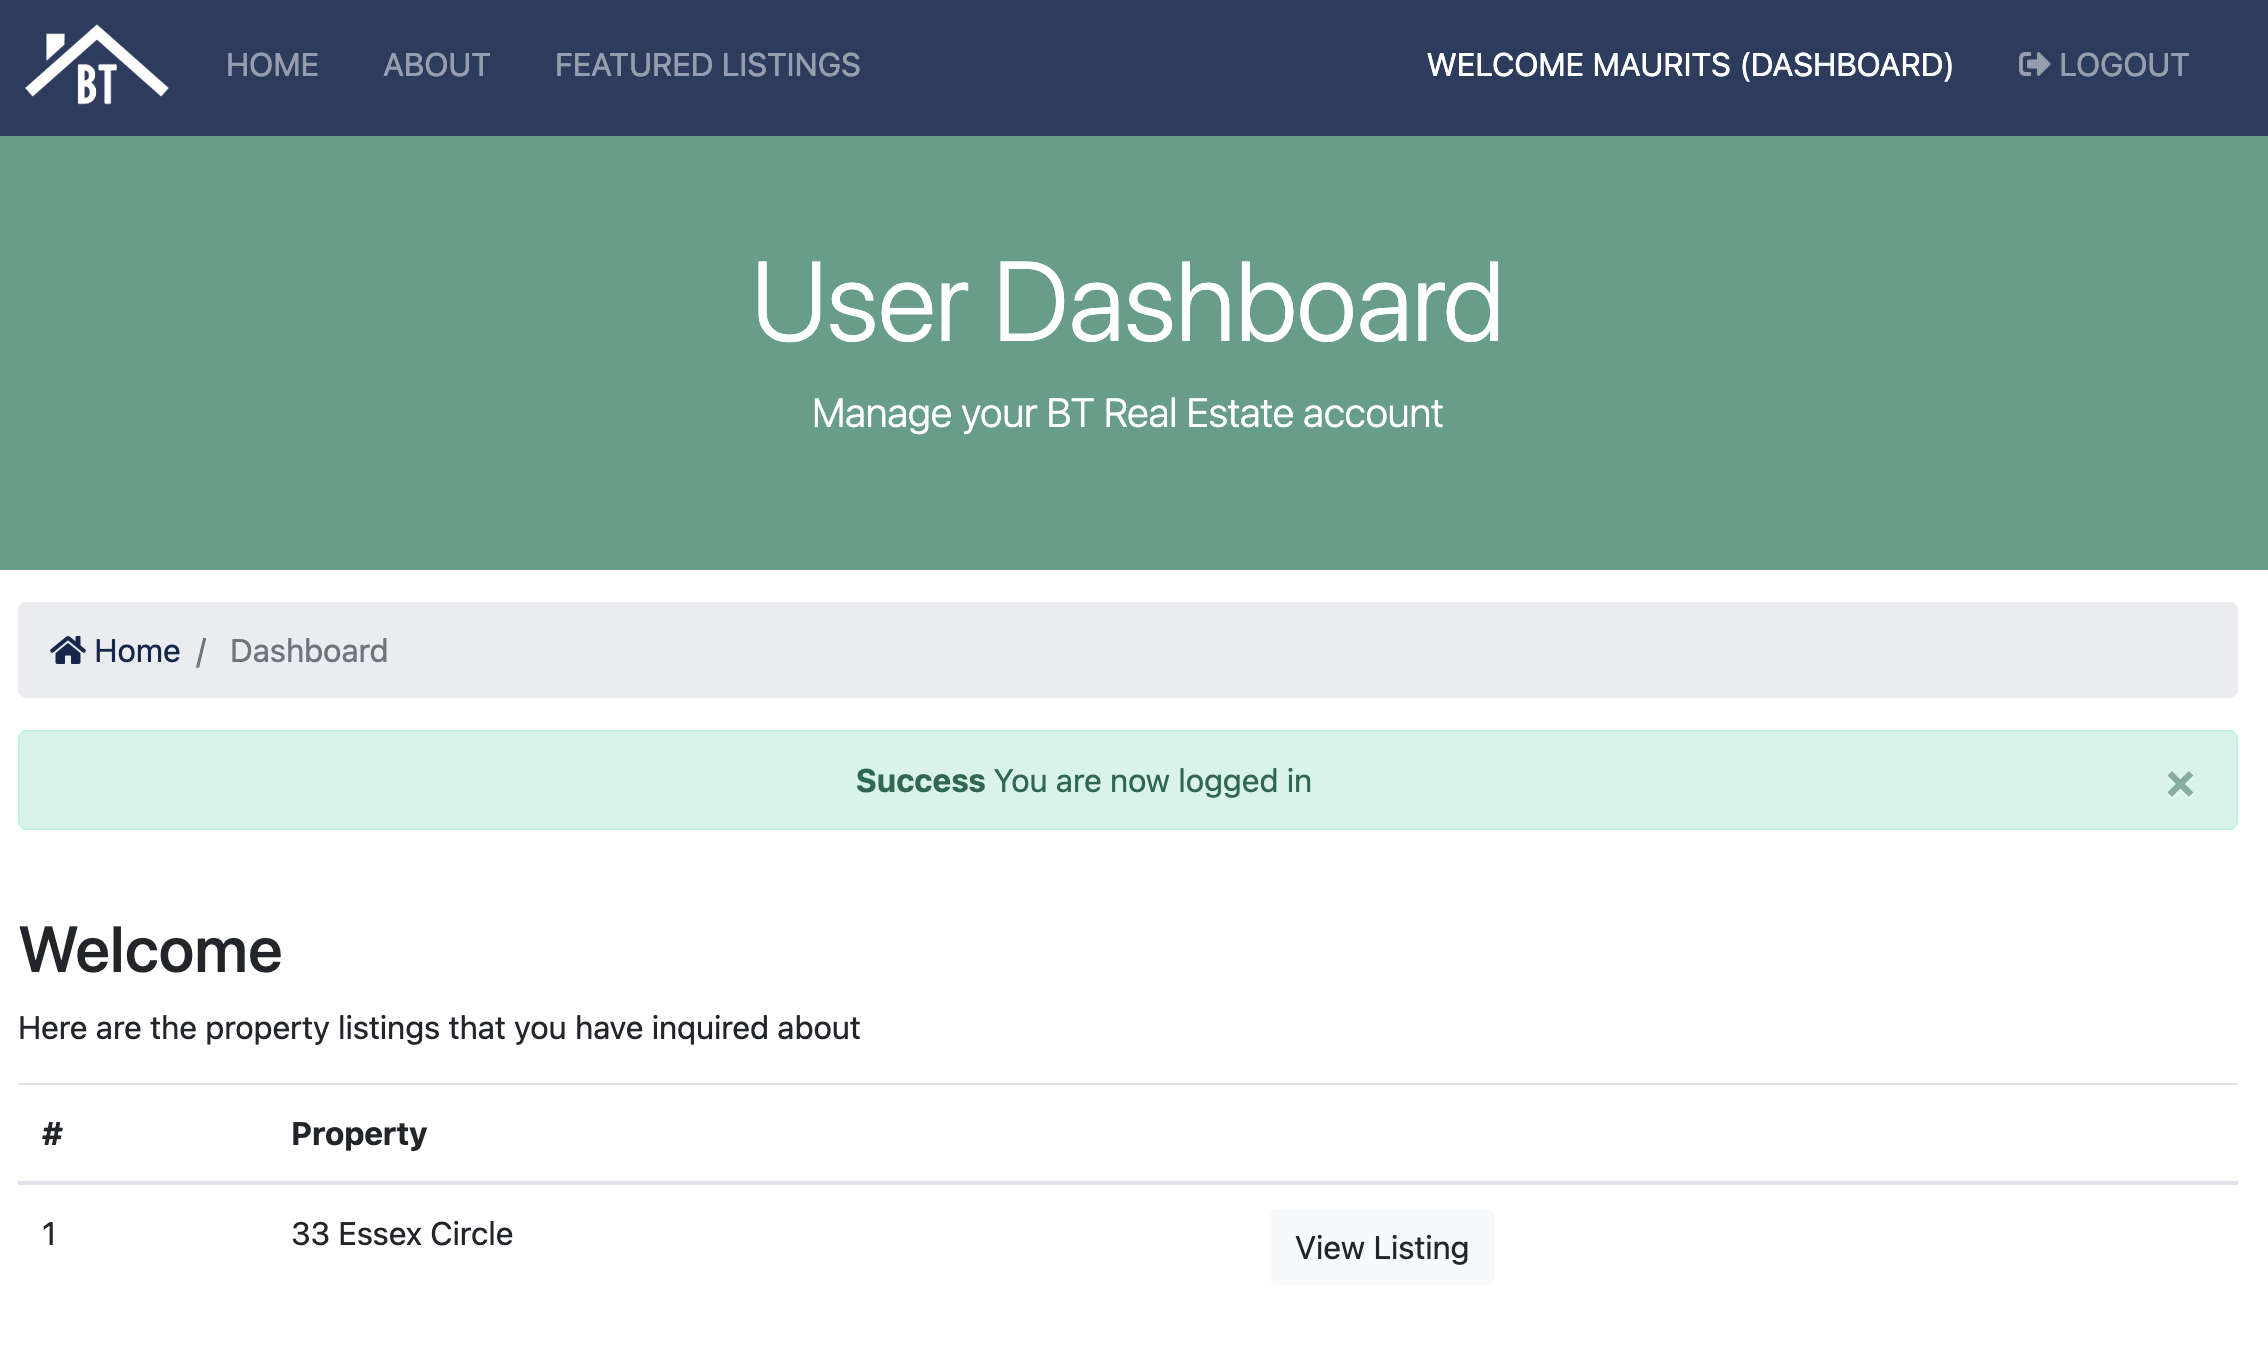 BT
HOME ABOUT FEATURED LISTINGS WELCOME MAURITS (DASHBOARD) LOGOUT
User Dashboard
Manage your BT Real Estate account
Home / Dashboard
Success You are now logged in ×
Welcome
Here are the property listings that you have inquired about
# Property
1 33 Essex Circle View Listing